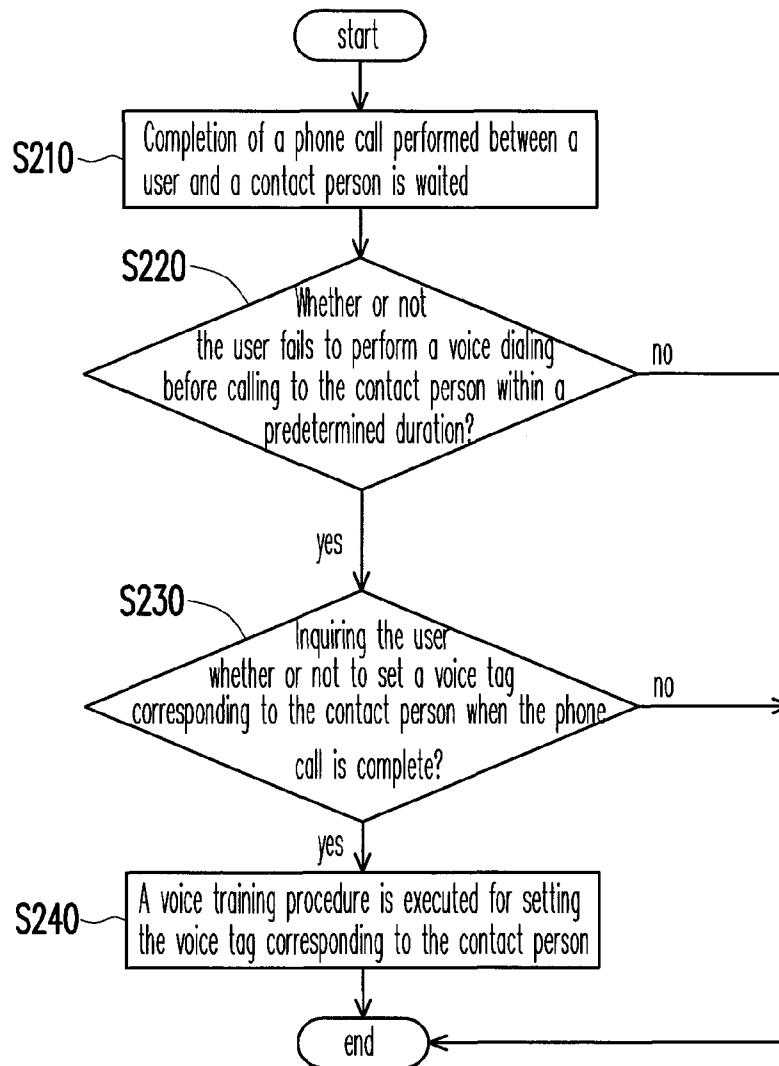 start
S210
Completion of a phone call performed between a
user and a contact person is waited
S220
Whether or not
the user fails to perform a voice dialing
before calling to the contact person within a
predetermined duration?
no
yes
S230
Inquiring the user
whether or not to set a voice tag
corresponding to the contact person when the phone
call is complete?
no
yes
S240
A voice training procedure is executed for setting
the voice tag corresponding to the contact person
end